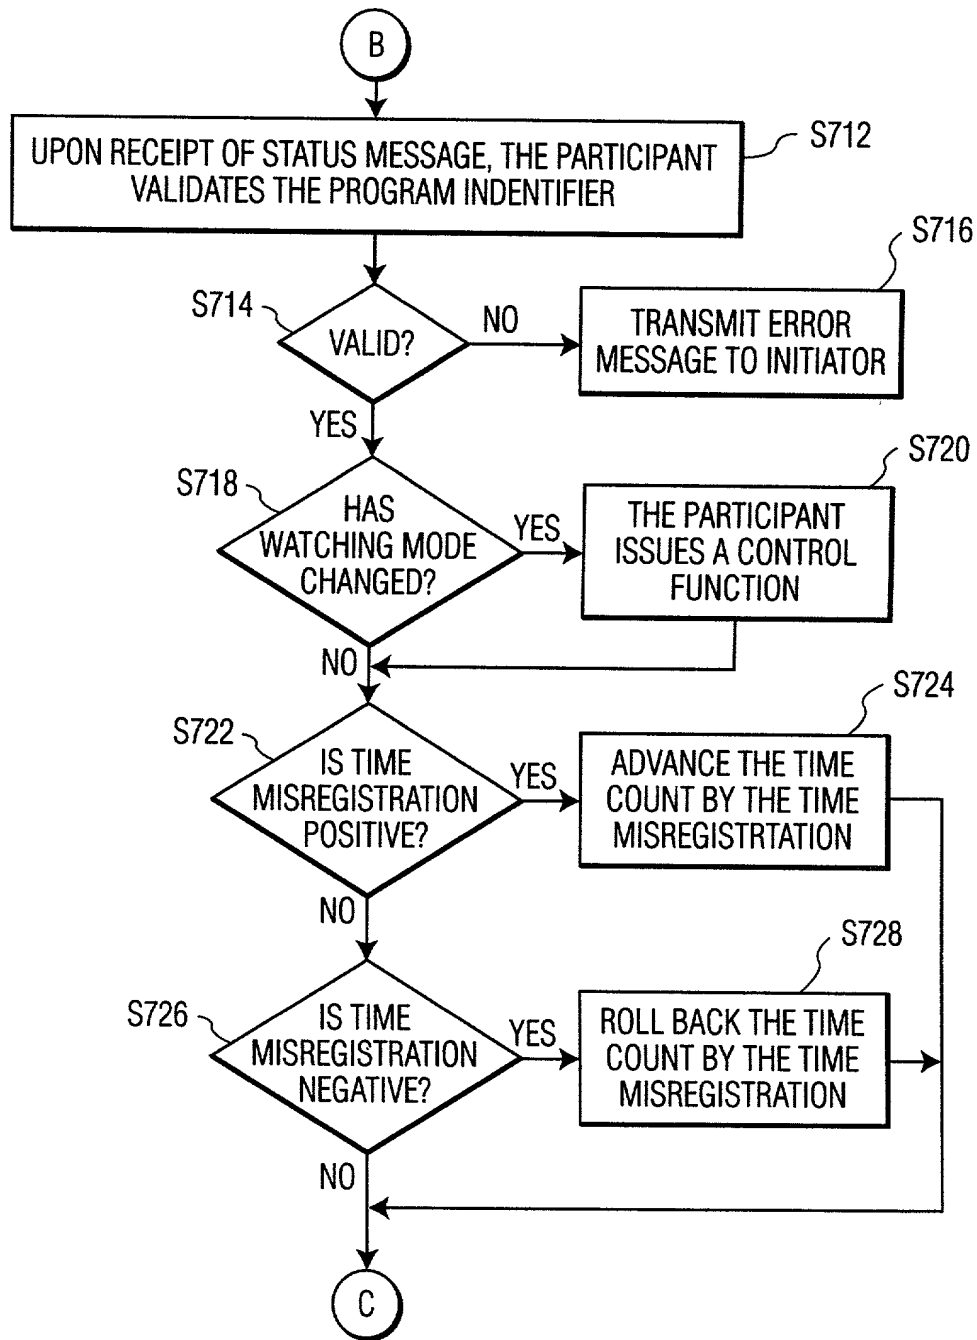 B
S712
UPON RECEIPT OF STATUS MESSAGE, THE PARTICIPANT
VALIDATES THE PROGRAM INDENTIFIER
S716
S714
VALID?
NO
TRANSMIT ERROR
MESSAGE TO INITIATOR
YES
S720
S718
HAS
WATCHING MODE
CHANGED?
YES
THE PARTICIPANT
ISSUES A CONTROL
FUNCTION
NO
S724
S722
IS TIME
MISREGISTRATION
POSITIVE?
YES
ADVANCE THE TIME
COUNT BY THE TIME
MISREGISTRTATION
NO
S728
S726
IS TIME
MISREGISTRATION
NEGATIVE?
YES
ROLL BACK THE TIME
COUNT BY THE TIME
MISREGISTRATION
NO
C